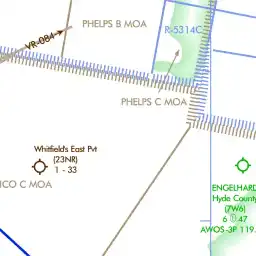 PHELPS B MOA
R-5314C
VR-084
PHELPS C MOA
Whitfield's East Pvt
(23NR)
1 - 33
ICO C MOA
ENGELHARD
Hyde County
(7W6)
6 47
AWOS-3P 119.